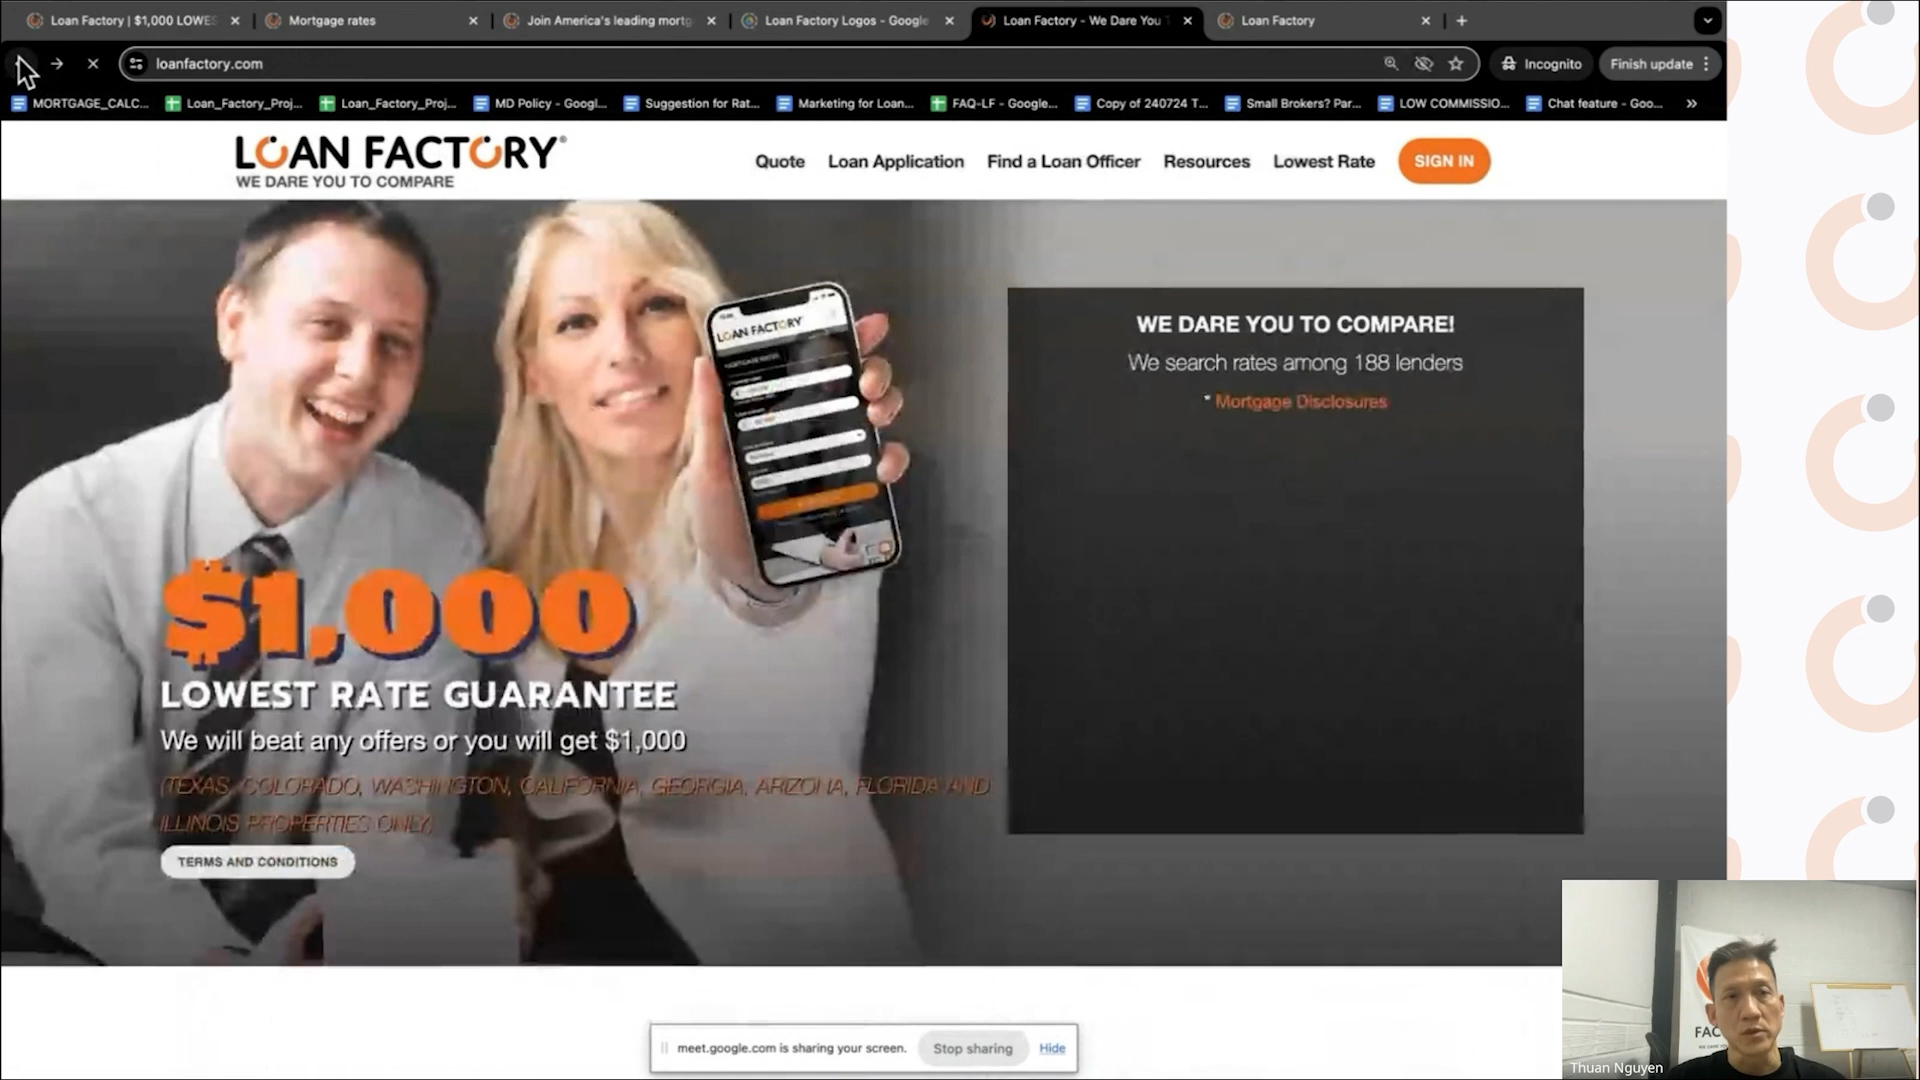 Loan Factory | $1,000 LOWES
Mortgage rates
Join America's leading mortg
Loan Factory Logos - Google
Loan Factory - We Dare You T
Loan Factory
loanfactory.com
Incognito
Finish update
MORTGAGE_CALC...
Loan_Factory_Proj...
Loan_Factory_Proj...
MD Policy - Googl...
Suggestion for Rat...
Marketing for Loan...
FAQ-LF - Google...
Copy of 240724 T...
Small Brokers? Par...
LOW COMMISSIO...
Chat feature - Goo...
LOAN FACTORY®
WE DARE YOU TO COMPARE
Quote
Loan Application
Find a Loan Officer
Resources
Lowest Rate
SIGN IN
LOAN FACTORY
WE DARE YOU TO COMPARE!
We search rates among 188 lenders
* Mortgage Disclosures
$1,000
LOWEST RATE GUARANTEE
We will beat any offers or you will get $1,000
(TEXAS, COLORADO, WASHINGTON, CALIFORNIA, GEORGIA, ARIZONA, FLORIDA AND
ILLINOIS PROPERTIES ONLY)
TERMS AND CONDITIONS
meet.google.com is sharing your screen.
Stop sharing
Hide
FAC
Thuan Nguyen